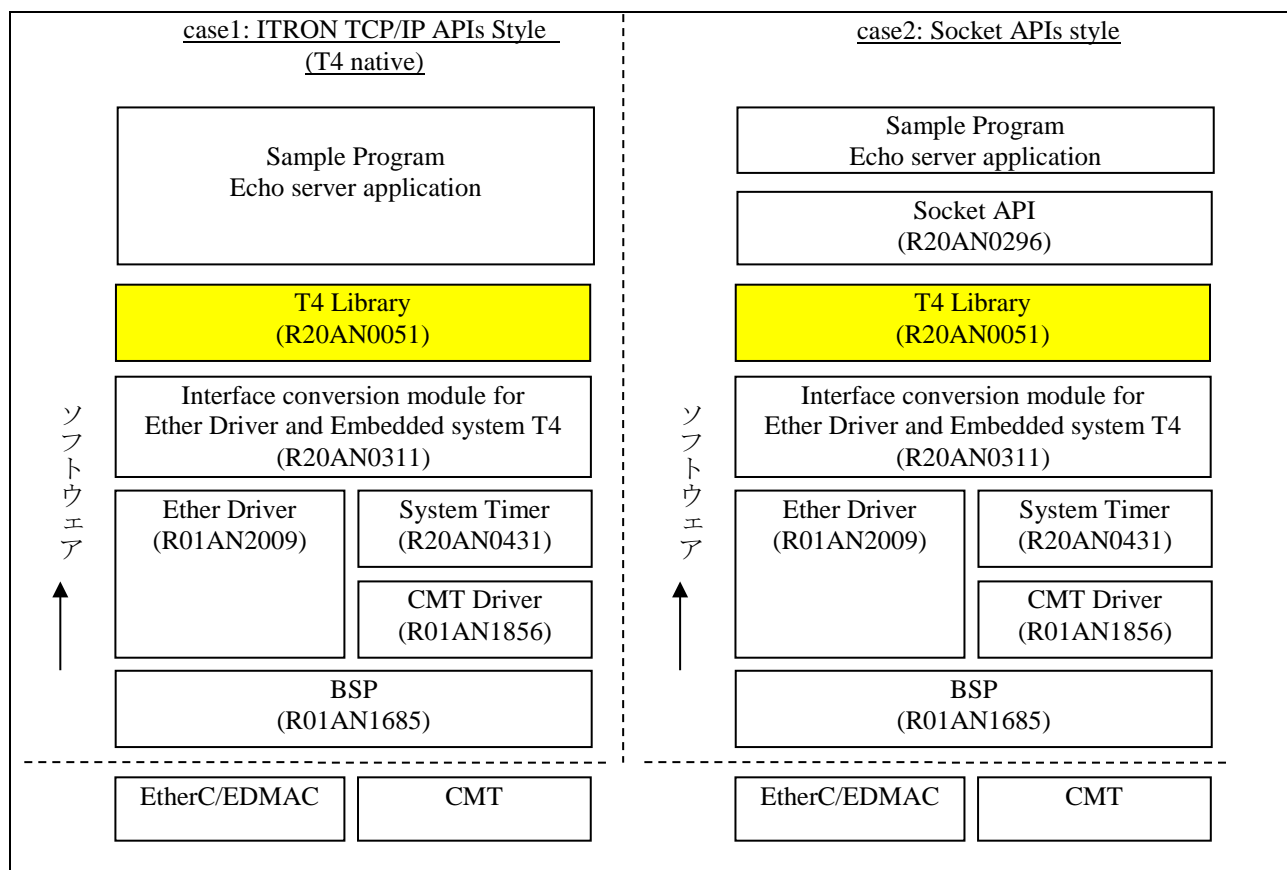 case1: ITRON TCP/IP APIs Style
(T4 native)
Sample Program
Echo server application
T4 Library
(R20AN0051)
Interface conversion module for
Ether Driver and Embedded system T4
(R20AN0311)
Ether Driver
(R01AN2009)
System Timer
(R20AN0431)
CMT Driver
(R01AN1856)
BSP
(R01AN1685)
EtherC/EDMAC
CMT
ソフトウェア
case2: Socket APIs style
Sample Program
Echo server application
Socket API
(R20AN0296)
T4 Library
(R20AN0051)
Interface conversion module for
Ether Driver and Embedded system T4
(R20AN0311)
Ether Driver
(R01AN2009)
System Timer
(R20AN0431)
CMT Driver
(R01AN1856)
BSP
(R01AN1685)
EtherC/EDMAC
CMT
ソフトウェア